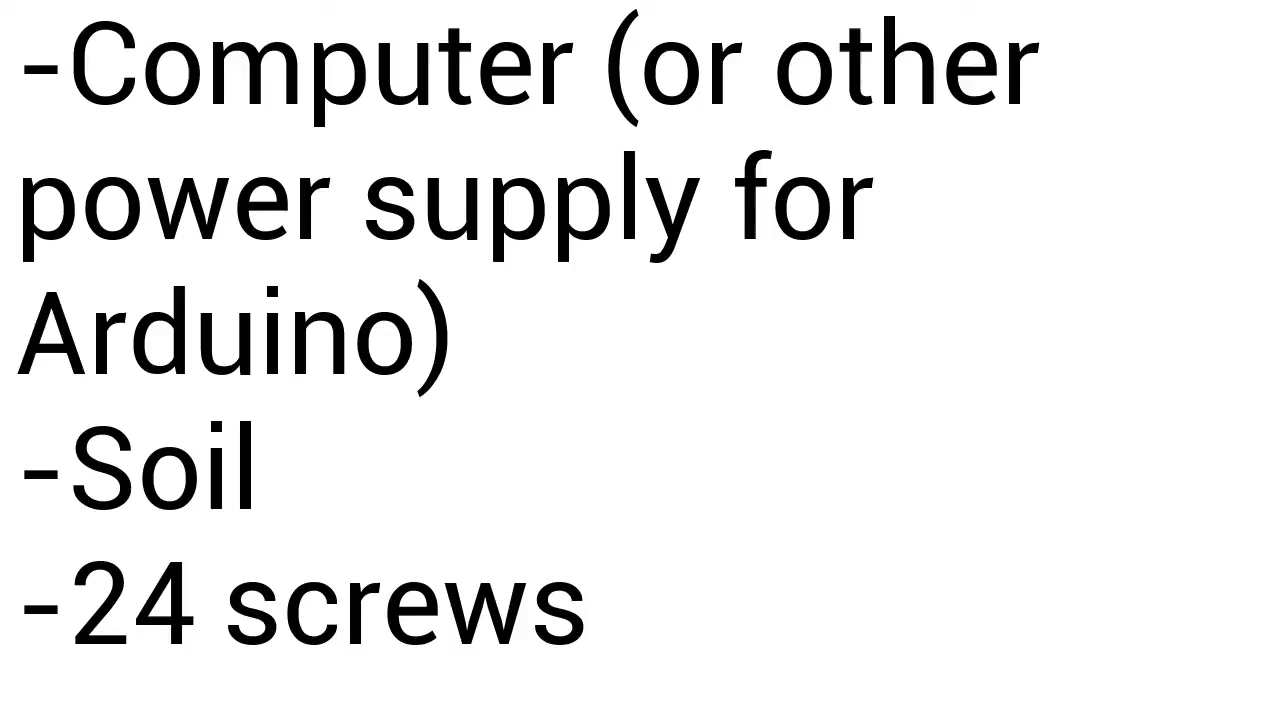 -Computer (or other
power supply for
Arduino)
-Soil
-24 screws